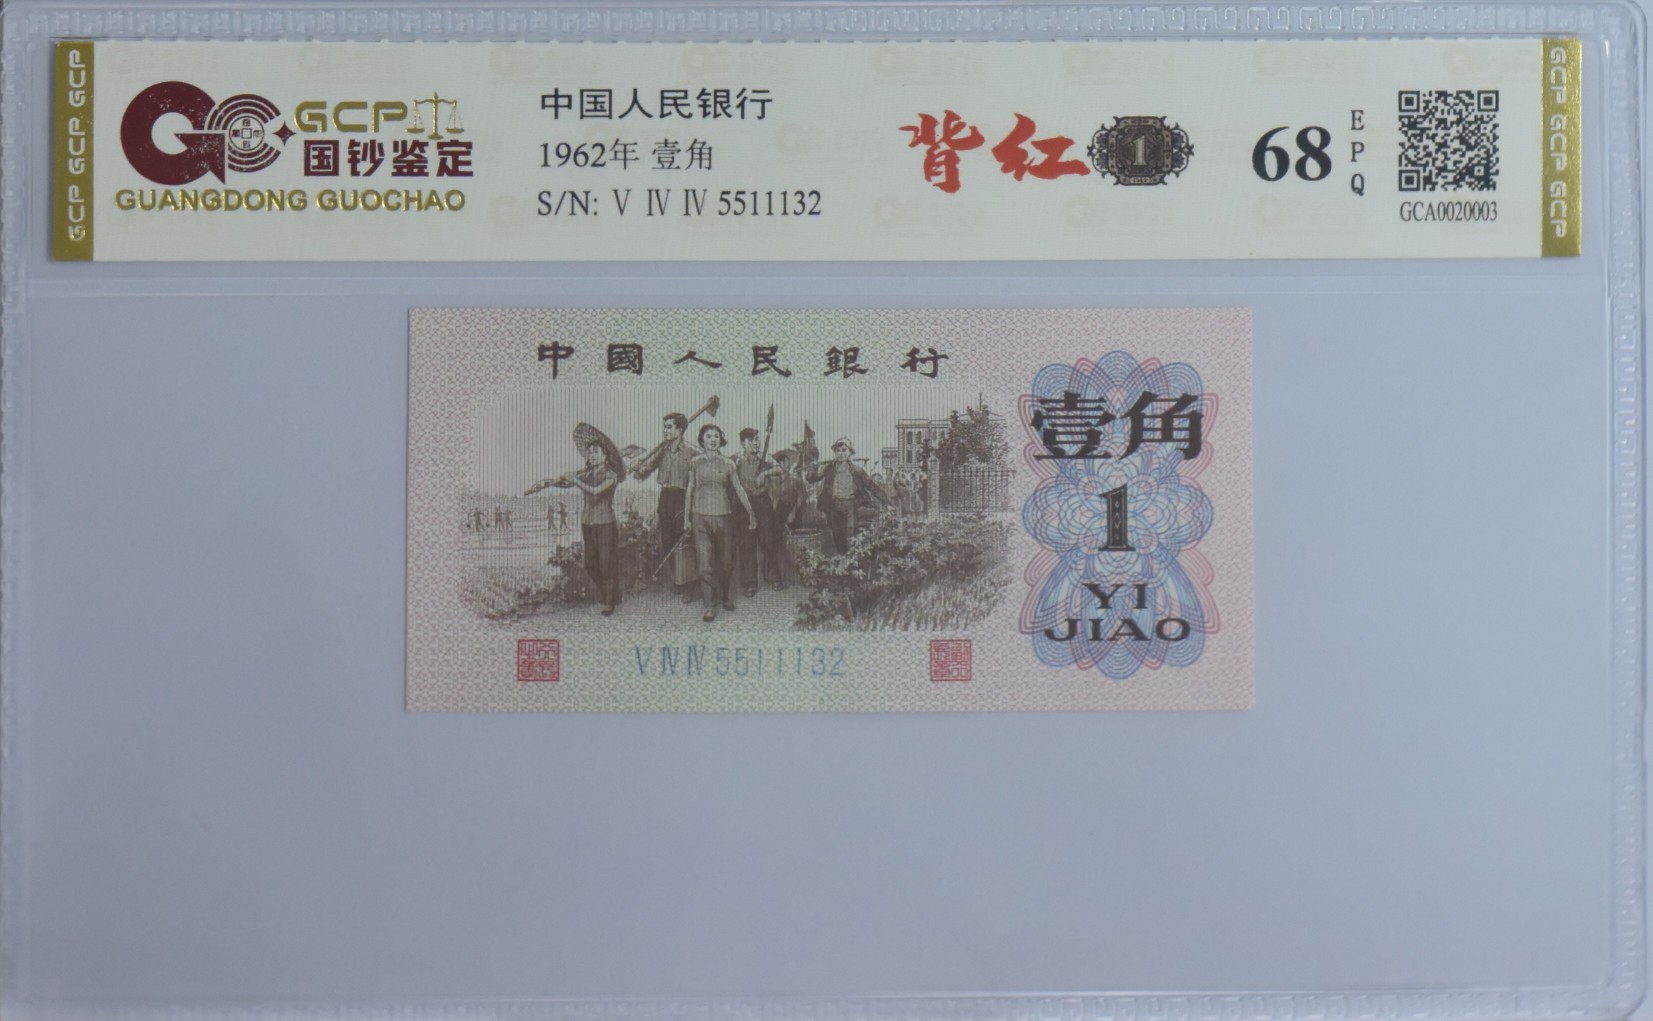 GCP GCP GCP
GCP
国钞鉴定
GUANGDONG GUOCHAO
中国人民银行
1962年 壹角
S/N: V IV IV 5511132
背红
1
68
EPQ
GCA0020003
GCP GCP GCP
中國人民銀行
壹角
1
YI
JIAO
V IV IV 5511132